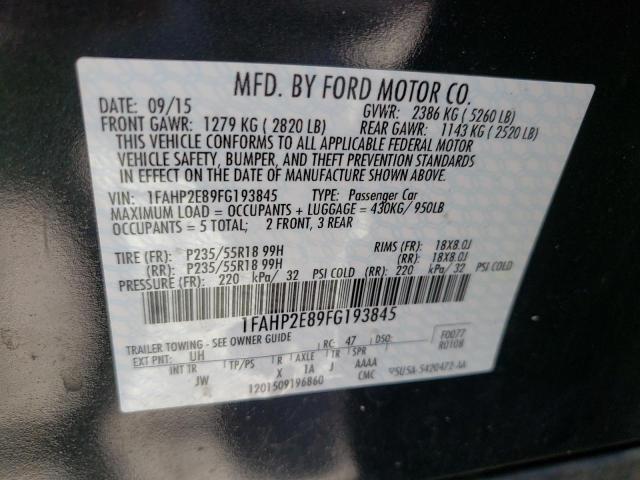 MFD. BY FORD MOTOR CO.
DATE: 09/15 GVWR: 2386 KG ( 5260 LB)
FRONT GAWR: 1279 KG ( 2820 LB) REAR GAWR: 1143 KG ( 2520 LB)
THIS VEHICLE CONFORMS TO ALL APPLICABLE FEDERAL MOTOR
VEHICLE SAFETY, BUMPER, AND THEFT PREVENTION STANDARDS
IN EFFECT ON THE DATE OF MANUFACTURE SHOWN ABOVE.
VIN: 1FAHP2E89FG193845 TYPE: Passenger Car
MAXIMUM LOAD = OCCUPANTS + LUGGAGE = 430KG/ 950LB
OCCUPANTS = 5 TOTAL; 2 FRONT, 3 REAR
TIRE (FR): P235/55R18 99H RIMS (FR): 18X8.0J
(RR): P235/55R18 99H (RR): 18X8.0J
PRESSURE (FR): 220 kPa/ 32 PSI COLD (RR): 220 kPa/ 32 PSI COLD
1FAHP2E89FG193845
TRAILER TOWING - SEE OWNER GUIDE
EXT PNT: UH RC: 47 DSO: F0077
R0108
INT TR TP/PS R AXLE TR SPR
JW X 1A J AAAA
1201509196860 CMC